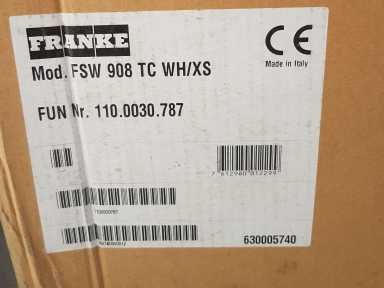 FRANKE
CE
Made in Italy
Mod. FSW 908 TC WH/XS
FUN Nr. 110.0030.787
630005740